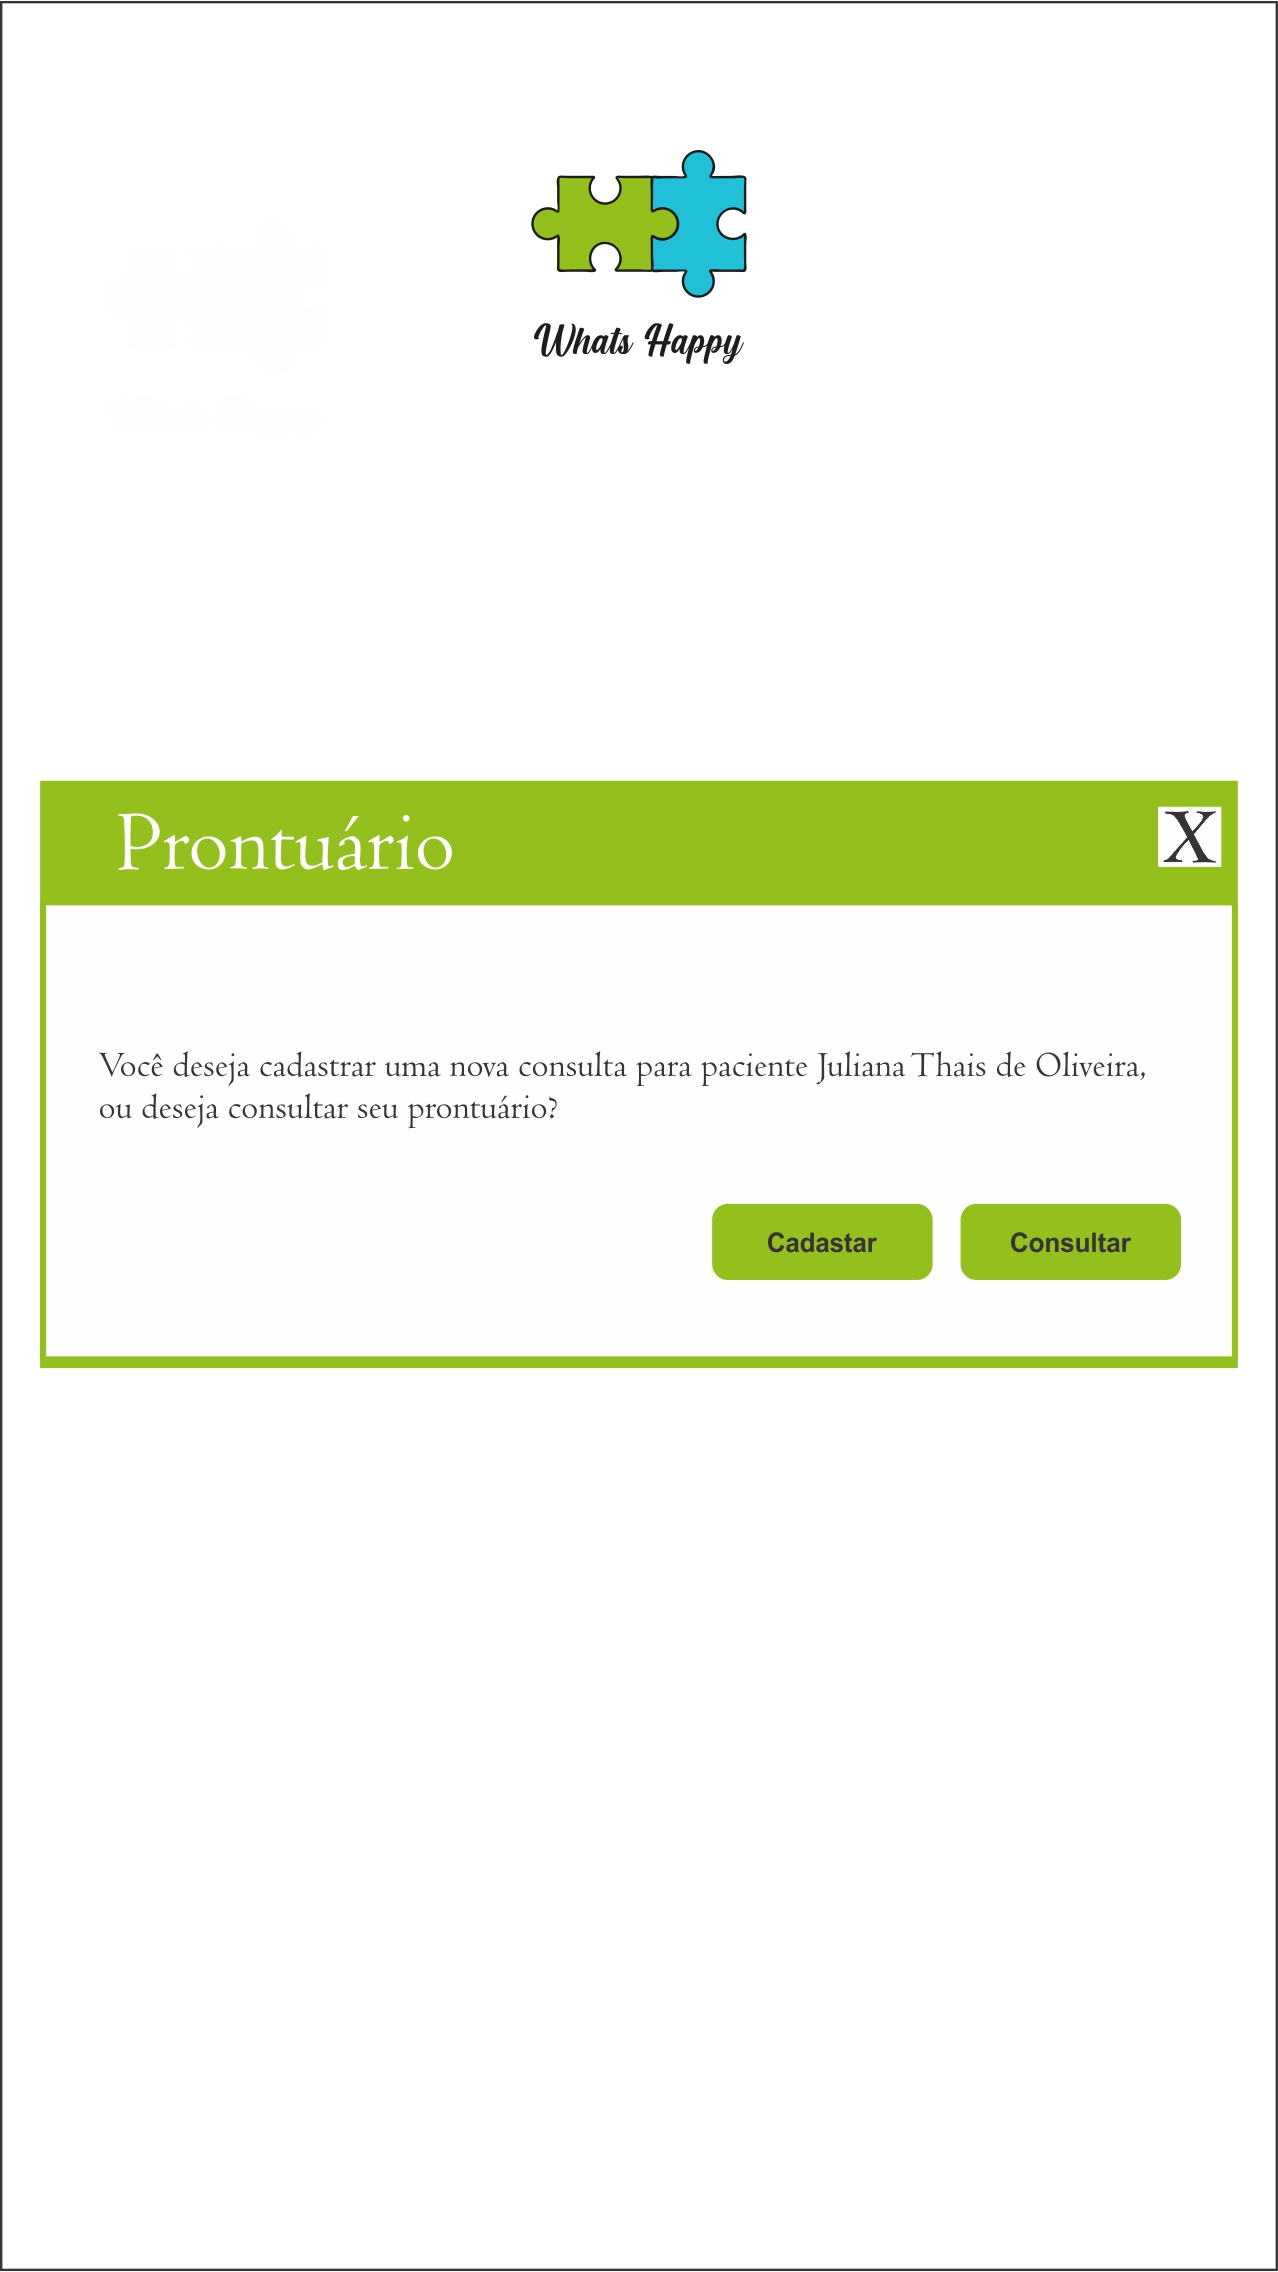 Whats Happy
Prontuário
X
Você deseja cadastrar uma nova consulta para paciente Juliana Thais de Oliveira,
ou deseja consultar seu prontuário?
Cadastar
Consultar